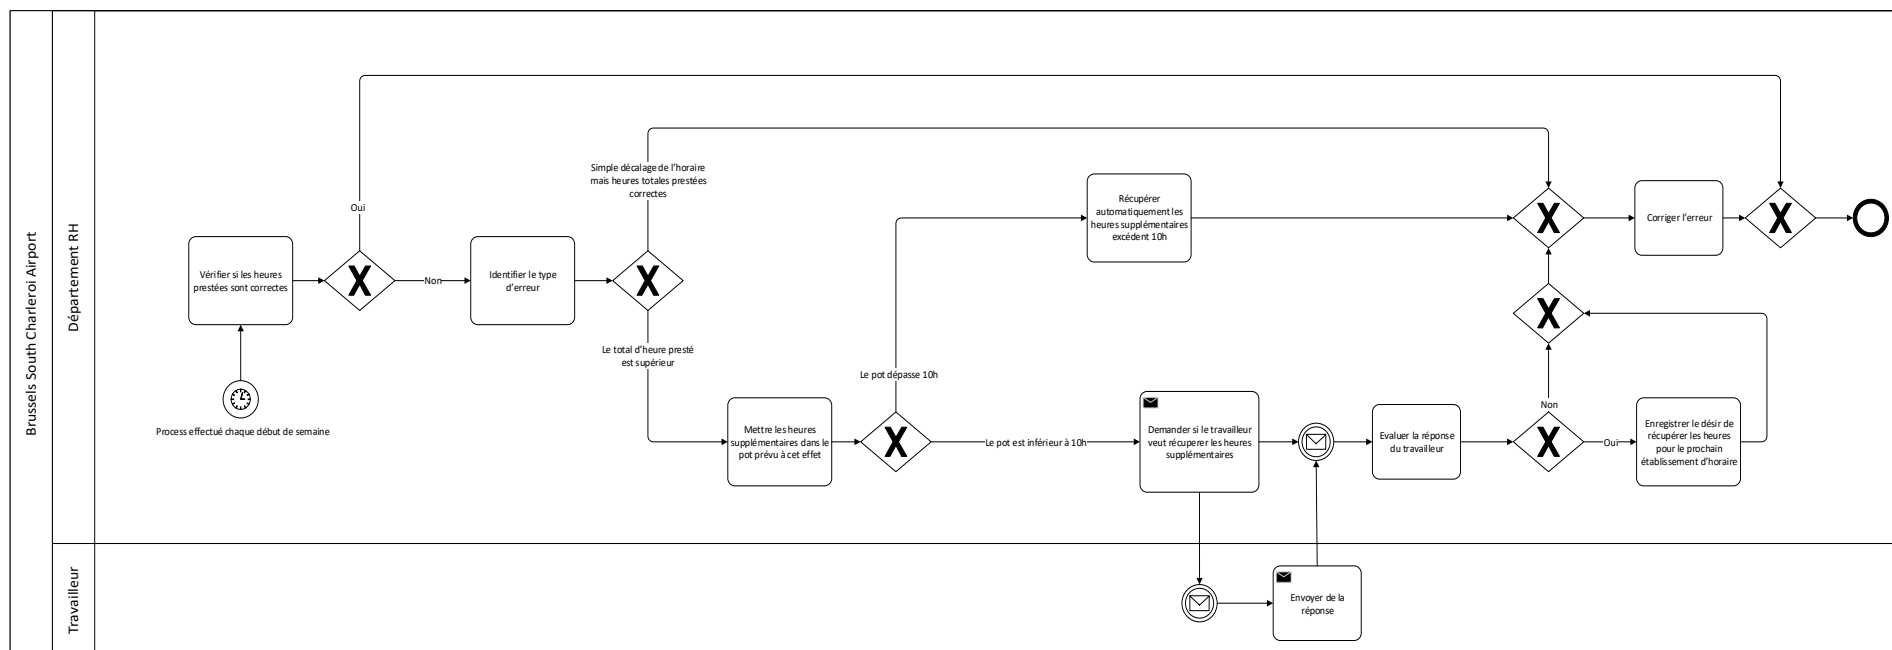 Brussels South Charleroi Airport
Département RH
Travailleur
Oui
Simple décalage de l'horaire
mais heures totales prestées
correctes
Récupérer
automatiquement les
heures supplémentaires
excédent 10h
Corriger l'erreur
Vérifier si les heures
prestées sont correctes
Non
Identifier le type
d'erreur
Le total d'heure presté
est supérieur
Le pot dépasse 10h
Process effectué chaque début de semaine
Mettre les heures
supplémentaires dans le
pot prévu à cet effet
Le pot est inférieur à 10h
Demander si le travailleur
veut récuperer les heures
supplémentaires
Evaluer la réponse
du travailleur
Non
Oui
Enregistrer le désir de
récupérer les heures
pour le prochain
établissement d'horaire
Envoyer de la
réponse